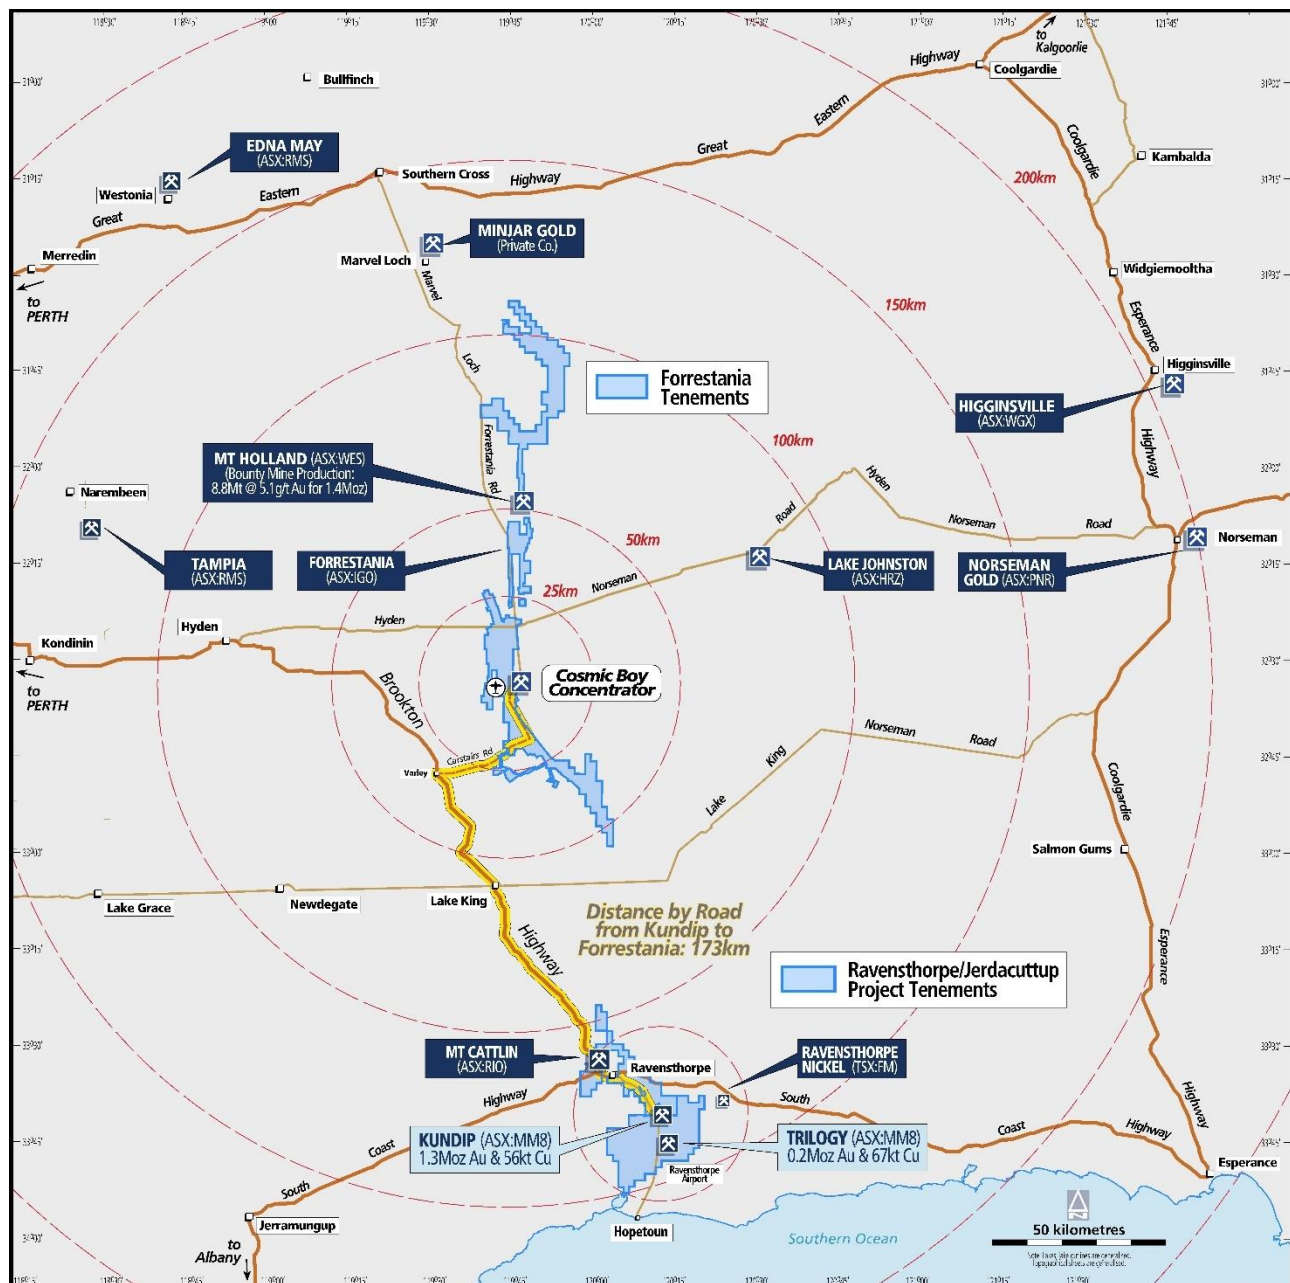 to
Kalgoorlie
Bullfinch
Highway
Coolgardie
Eastern
EDNA MAY
(ASX:RMS)
Great
Coolgardie
Kambalda
Westonia
Southern Cross
Highway
200km
Eastern
Great
MINJAR GOLD
(Private Co.)
Merredin
Marvel Loch
Marvel
Widgiemooltha
to
PERTH
150km
Esperance
Loch
Higginsville
Forrestania
Tenements
HIGGINSVILLE
(ASX:WGX)
100km
Forrestania Rd
Highway
MT HOLLAND (ASX:WES)
(Bounty Mine Production:
8.8Mt @ 5.1g/t Au for 1.4Moz)
Hyden
Narembeen
Road
Norseman
Road
50km
Norseman
TAMPIA
(ASX:RMS)
FORRESTANIA
(ASX:IGO)
LAKE JOHNSTON
(ASX:HRZ)
NORSEMAN
GOLD (ASX:PNR)
Norseman
25km
Hyden
Hyden
Kondinin
to
PERTH
Brookton
Cosmic Boy
Concentrator
Norseman
Road
Carstairs Rd
Varley
King
Coolgardie
Lake
Salmon Gums
Lake Grace
Newdegate
Lake King
Distance by Road
from Kundip to
Forrestania: 173km
Highway
Esperance
Ravensthorpe/Jerdacuttup
Project Tenements
MT CATTLIN
(ASX:RIO)
Ravensthorpe
RAVENSTHORPE
NICKEL (TSX:FM)
Highway
South
Highway
Coast
Highway
KUNDIP (ASX:MM8)
1.3Moz Au & 56kt Cu
TRILOGY (ASX:MM8)
0.2Moz Au & 67kt Cu
Coast
Ravensthorpe
Airport
Esperance
South
Jerramungup
Hopetoun
50 kilometres
Southern Ocean
to
Albany